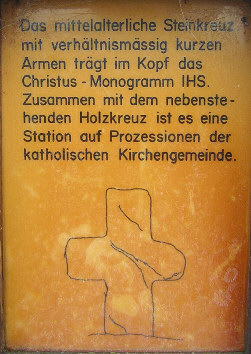 Das mittelalterliche Steinkreuz
mit verhältnismässig kurzen
Armen trägt im Kopf das
Christus - Monogramm IHS.
Zusammen mit dem nebenste-
henden Holzkreuz ist es eine
Station auf Prozessionen der
katholischen Kirchengemeinde.